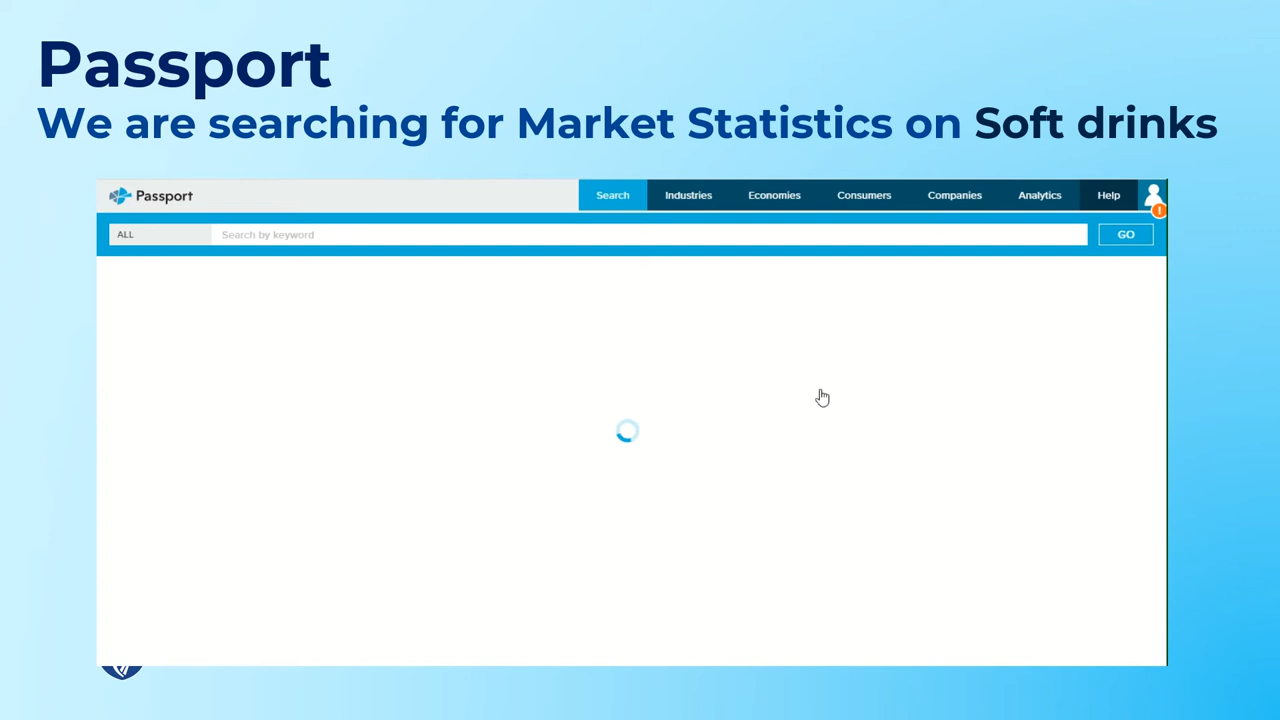 Passport
We are searching for Market Statistics on Soft drinks
Passport
Search Industries Economies Consumers Companies Analytics Help
!
ALL Search by keyword GO